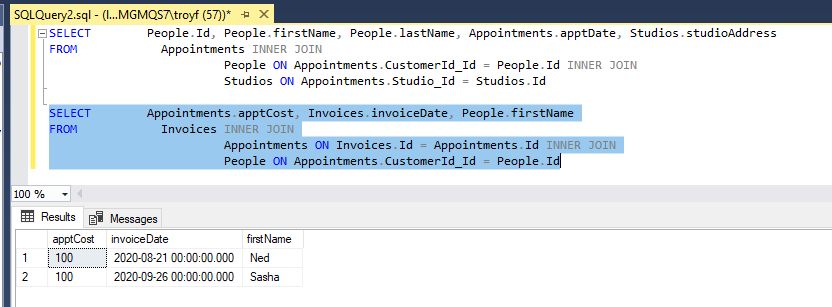 SQLQuery2.sql - (l...MGMQS7\troyf (57))*
SELECT People.Id, People.firstName, People.lastName, Appointments.apptDate, Studios.studioAddress
FROM Appointments INNER JOIN
People ON Appointments.CustomerId_Id = People.Id INNER JOIN
Studios ON Appointments.Studio_Id = Studios.Id
SELECT Appointments.apptCost, Invoices.invoiceDate, People.firstName
FROM Invoices INNER JOIN
Appointments ON Invoices.Id = Appointments.Id INNER JOIN
People ON Appointments.CustomerId_Id = People.Id
100 %
Results Messages
apptCost invoiceDate firstName
1 100 2020-08-21 00:00:00.000 Ned
2 100 2020-09-26 00:00:00.000 Sasha